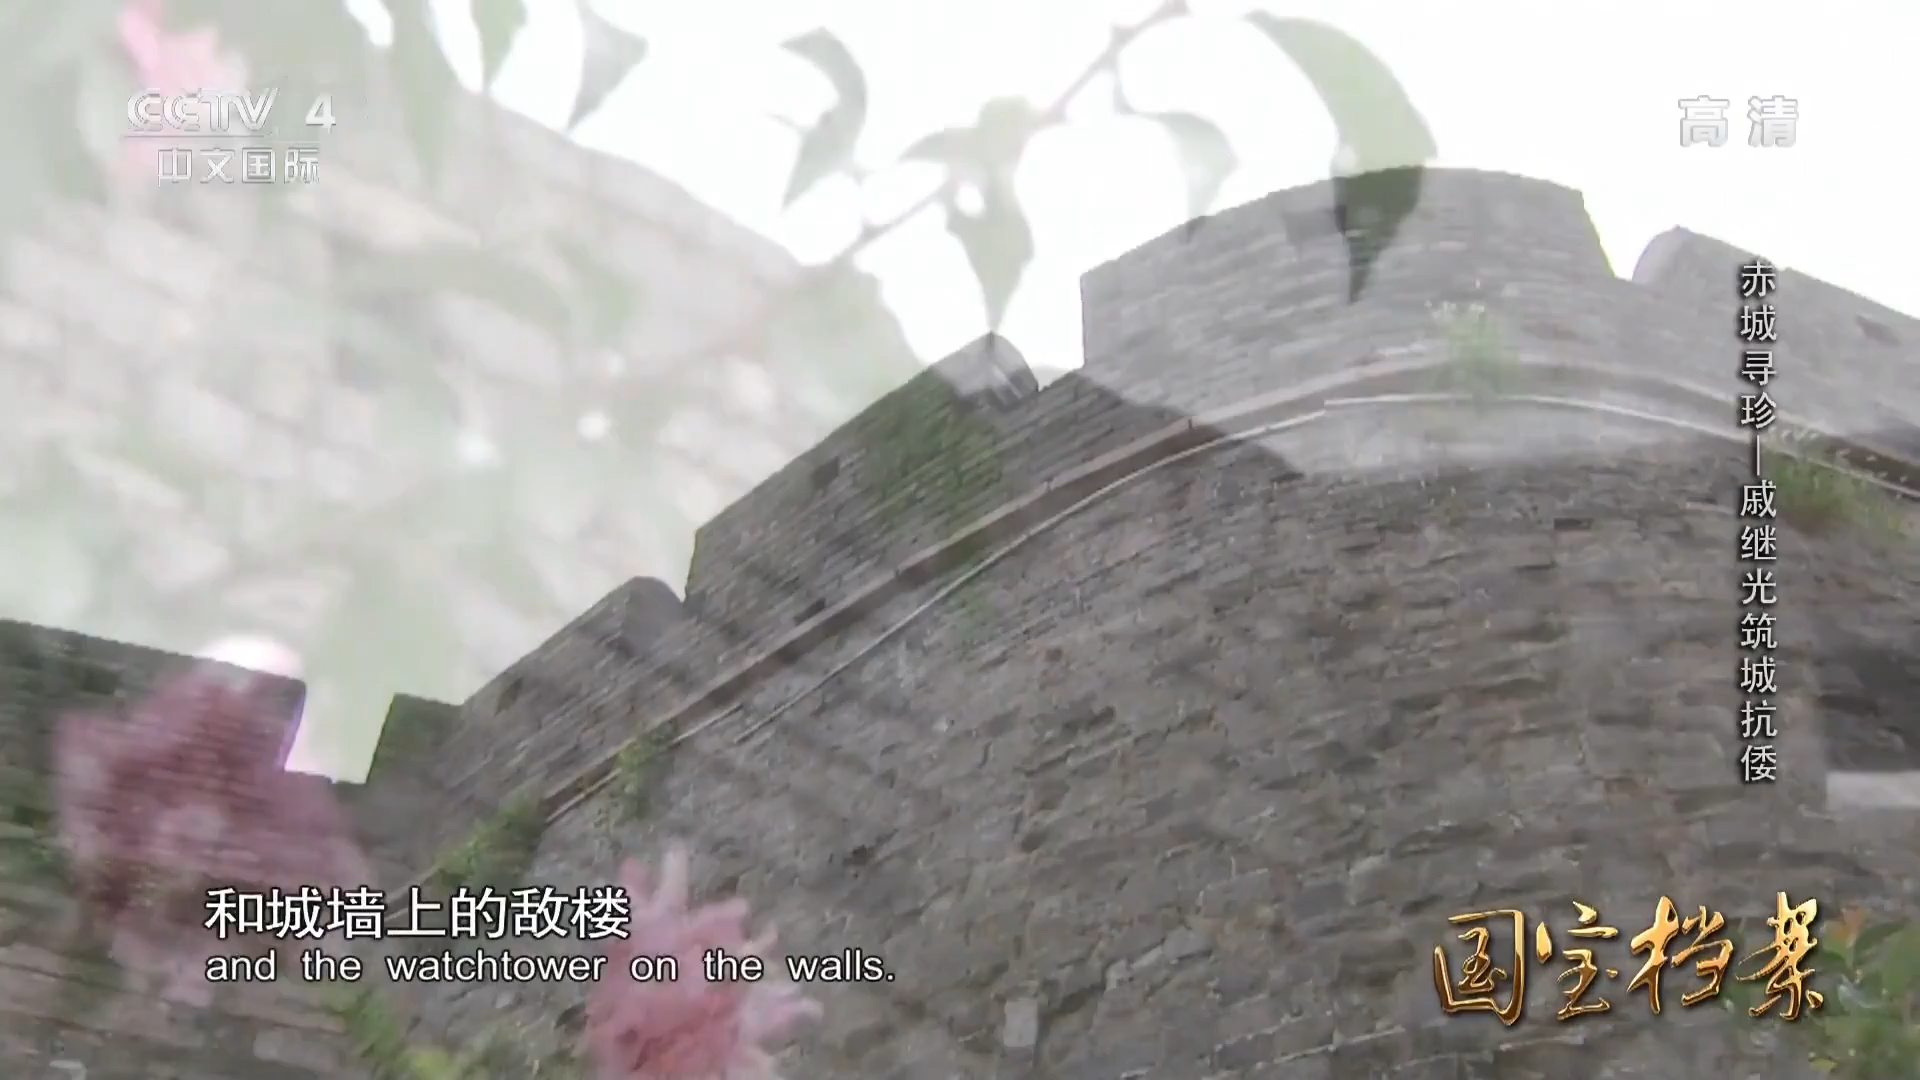 CCTV 4
中文国际
高清
赤城寻珍—戚继光筑城抗倭
和城墙上的敌楼
and the watchtower on the walls.
国宝档案